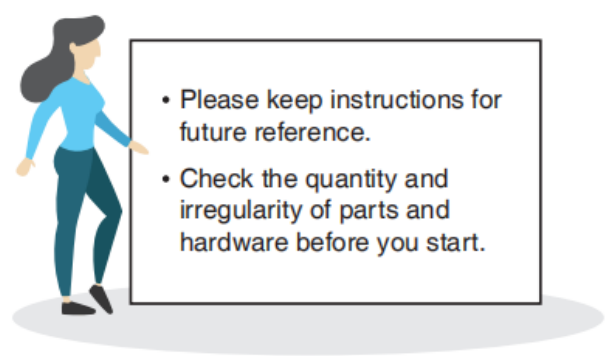 • Please keep instructions for
future reference.
• Check the quantity and
irregularity of parts and
hardware before you start.